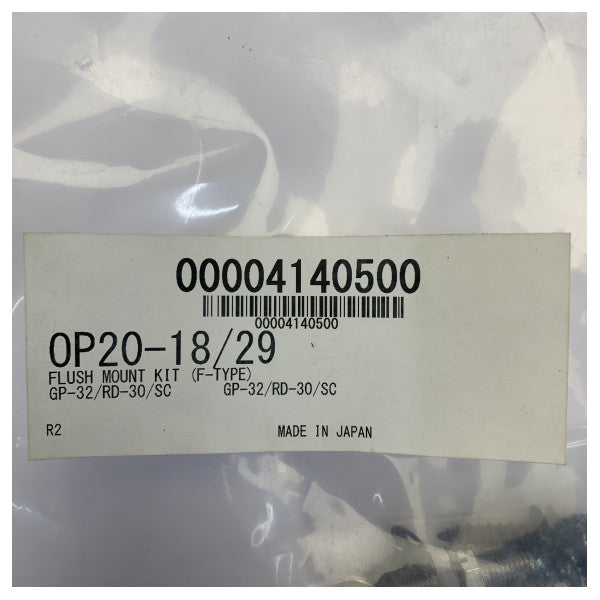 00004140500
00004140500
OP20-18/29
FLUSH MOUNT KIT (F-TYPE)
GP-32/RD-30/SC GP-32/RD-30/SC
R2 MADE IN JAPAN